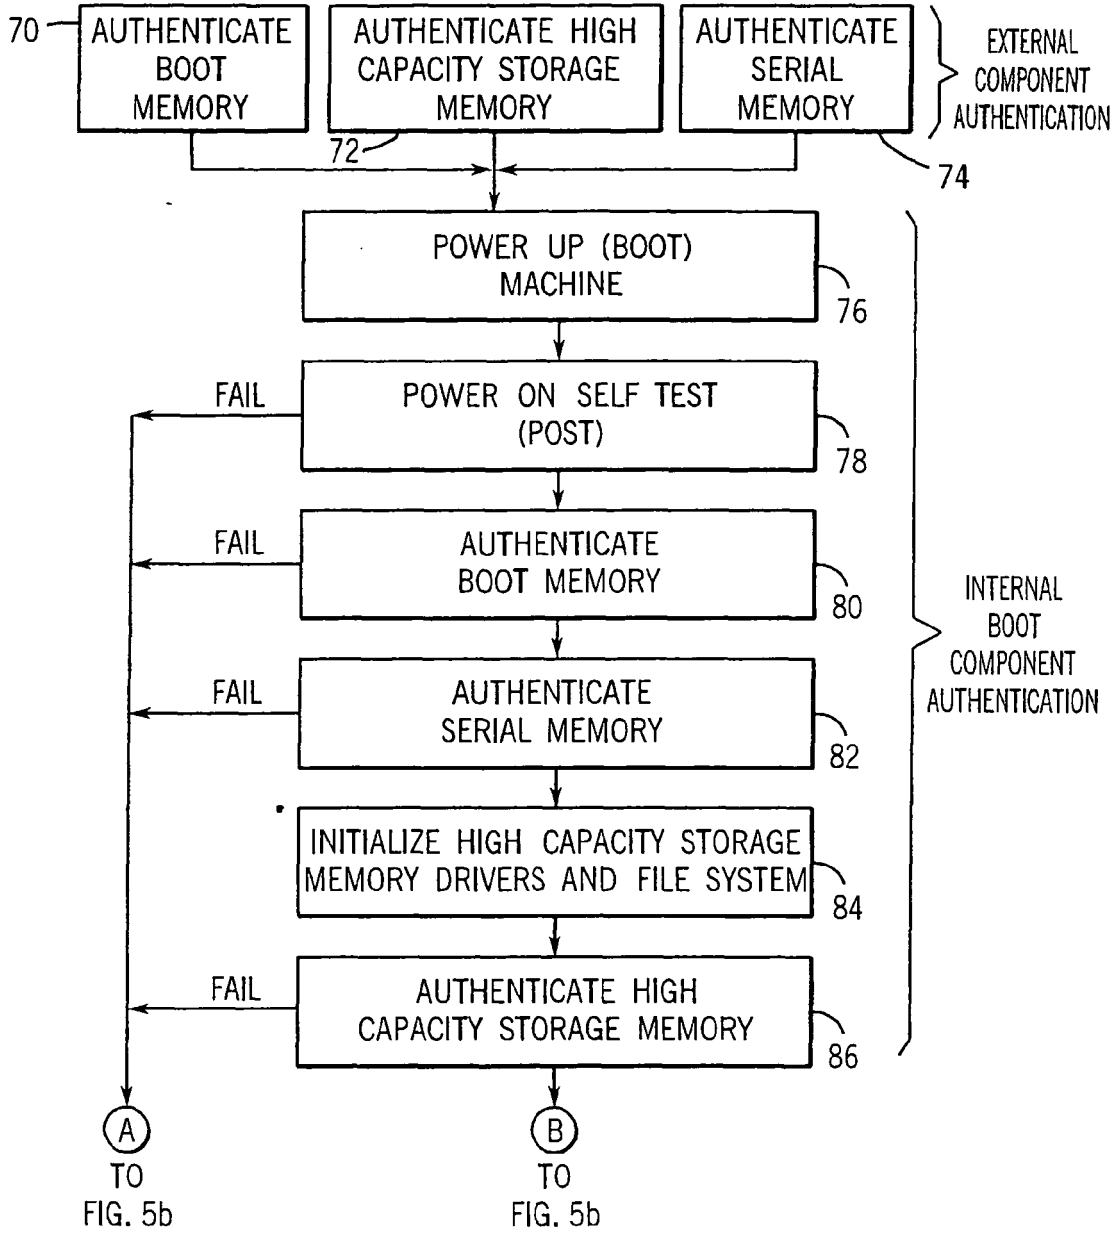 70
AUTHENTICATE
BOOT
MEMORY
AUTHENTICATE HIGH
CAPACITY STORAGE
MEMORY
AUTHENTICATE
SERIAL
MEMORY
EXTERNAL
COMPONENT
AUTHENTICATION
72
74
POWER UP (BOOT)
MACHINE
76
FAIL
POWER ON SELF TEST
(POST)
78
FAIL
AUTHENTICATE
BOOT MEMORY
80
INTERNAL
BOOT
COMPONENT
AUTHENTICATION
FAIL
AUTHENTICATE
SERIAL MEMORY
82
INITIALIZE HIGH CAPACITY STORAGE
MEMORY DRIVERS AND FILE SYSTEM
84
FAIL
AUTHENTICATE HIGH
CAPACITY STORAGE MEMORY
86
A
TO
FIG. 5b
B
TO
FIG. 5b